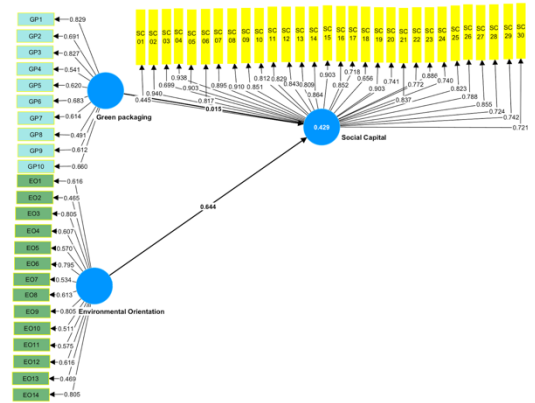 SC 01
SC 02
SC 03
SC 04
SC 05
SC 06
SC 07
SC 08
SC 09
SC 10
SC 11
SC 12
SC 13
SC 14
SC 15
SC 16
SC 17
SC 18
SC 19
SC 20
SC 21
SC 22
SC 23
SC 24
SC 25
SC 26
SC 27
SC 28
SC 29
SC 30
GP1 0.829
GP2 0.691
GP3 0.827
GP4 0.541
GP5 0.620
GP6 0.683
GP7 0.614
GP8 0.491
GP9 0.612
GP10 0.660
Green packaging
0.445
0.940
0.699
0.938
0.903
0.817
0.895
0.910
0.851
0.812
0.829
0.843
0.809
0.864
0.903
0.852
0.718
0.656
0.903
0.741
0.772
0.837
0.886
0.740
0.823
0.788
0.855
0.724
0.742
0.721
0.015
0.429
Social Capital
0.644
EO1 0.616
EO2 0.465
EO3 0.805
EO4 0.607
EO5 0.570
EO6 0.795
EO7 0.534
EO8 0.613
EO9 0.805
EO10 0.511
EO11 0.575
EO12 0.616
EO13 0.469
EO14 0.805
Environmental Orientation